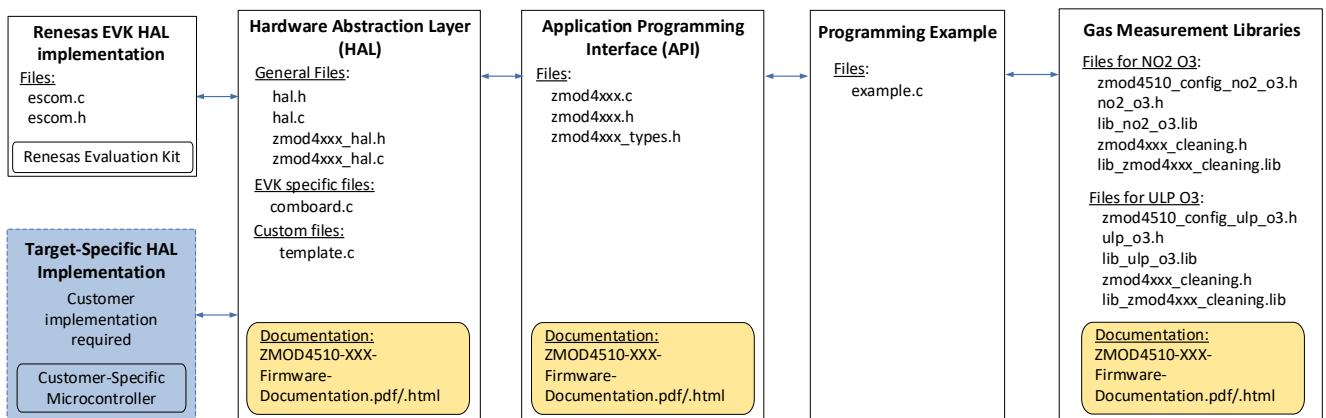 Renesas EVK HAL
implementation
Files:
escom.c
escom.h
Renesas Evaluation Kit
Target-Specific HAL
Implementation
Customer
implementation
required
Customer-Specific
Microcontroller
Hardware Abstraction Layer
(HAL)
General Files:
hal.h
hal.c
zmod4xxx_hal.h
zmod4xxx_hal.c
EVK specific files:
comboard.c
Custom files:
template.c
Documentation:
ZMOD4510-XXX-
Firmware-
Documentation.pdf/.html
Application Programming
Interface (API)
Files:
zmod4xxx.c
zmod4xxx.h
zmod4xxx_types.h
Documentation:
ZMOD4510-XXX-
Firmware-
Documentation.pdf/.html
Programming Example
Files:
example.c
Gas Measurement Libraries
Files for NO2 O3:
zmod4510_config_no2_o3.h
no2_o3.h
lib_no2_o3.lib
zmod4xxx_cleaning.h
lib_zmod4xxx_cleaning.lib
Files for ULP O3:
zmod4510_config_ulp_o3.h
ulp_o3.h
lib_ulp_o3.lib
zmod4xxx_cleaning.h
lib_zmod4xxx_cleaning.lib
Documentation:
ZMOD4510-XXX-
Firmware-
Documentation.pdf/.html